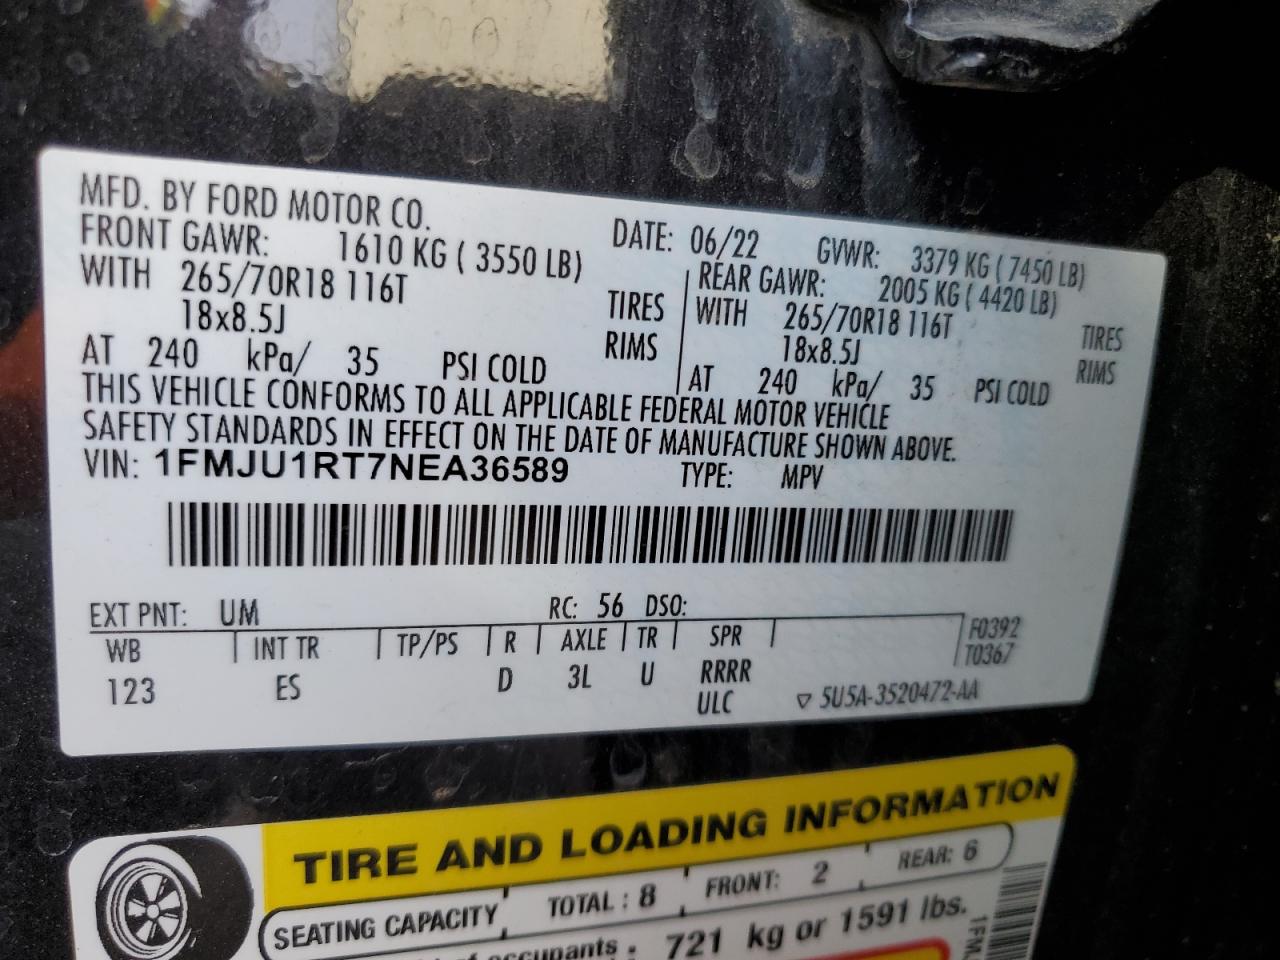 MFD. BY FORD MOTOR CO.
DATE: 06/22 GVWR: 3379 KG ( 7450 LB)
FRONT GAWR: 1610 KG ( 3550 LB) REAR GAWR: 2005 KG ( 4420 LB)
WITH 265/70R18 116T TIRES WITH 265/70R18 116T TIRES
18x8.5J RIMS 18x8.5J RIMS
AT 240 kPa/ 35 PSI COLD AT 240 kPa/ 35 PSI COLD
THIS VEHICLE CONFORMS TO ALL APPLICABLE FEDERAL MOTOR VEHICLE
SAFETY STANDARDS IN EFFECT ON THE DATE OF MANUFACTURE SHOWN ABOVE.
VIN: 1FMJU1RT7NEA36589 TYPE: MPV
EXT PNT: UM RC: 56 DSO:
WB INT TR TP/PS R AXLE TR SPR F0392
T0367
123 ES D 3L U RRRR
ULC ▽ 5U5A-3520472-AA
TIRE AND LOADING INFORMATION
SEATING CAPACITY TOTAL : 8 FRONT: 2 REAR: 6
occupants : 721 kg or 1591 lbs.
1FM